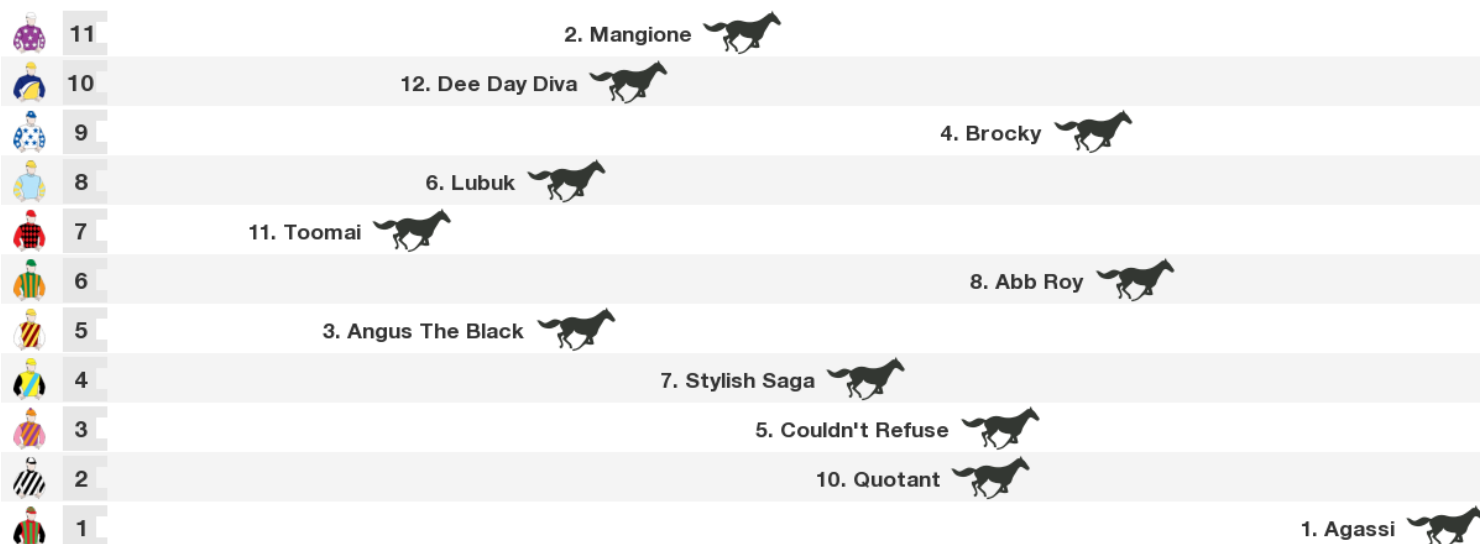 11 2. Mangione
10 12. Dee Day Diva
9 4. Brocky
8 6. Lubuk
7 11. Toomai
6 8. Abb Roy
5 3. Angus The Black
4 7. Stylish Saga
3 5. Couldn't Refuse
2 10. Quotant
1 1. Agassi